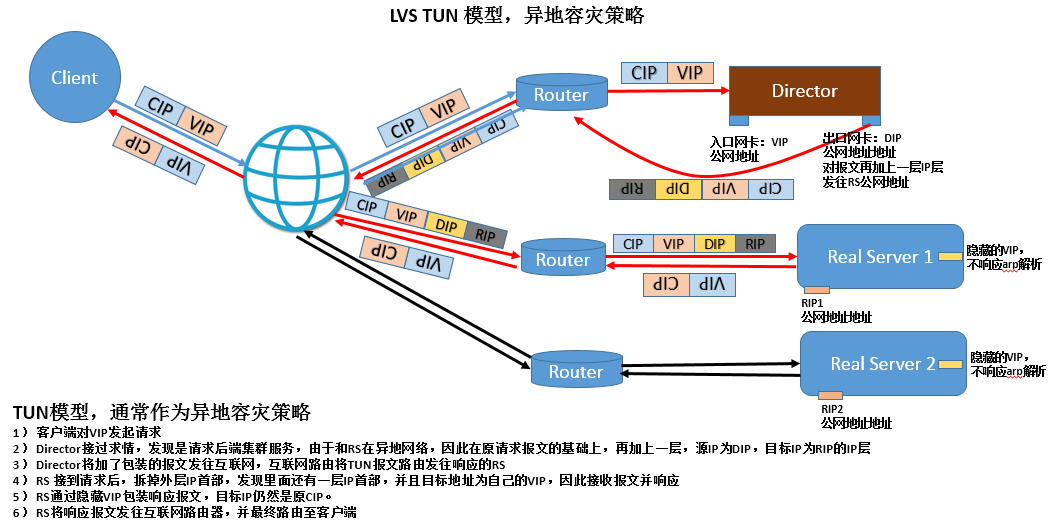 LVS TUN 模型，异地容灾策略
Client
CIP VIP
CIP VIP
CIP VIP
RIP DIP VIP CIP
Router
CIP VIP
Director
入口网卡：VIP
公网地址
出口网卡：DIP
公网地址地址
对报文再加上一层IP层
发往RS公网地址
RIP DIP VIP CIP
CIP VIP DIP RIP
CIP VIP
Router
CIP VIP DIP RIP
CIP VIP
Real Server 1
隐藏的VIP，
不响应arp解析
RIP1
公网地址地址
Router
Real Server 2
隐藏的VIP，
不响应arp解析
RIP2
公网地址地址
TUN模型，通常作为异地容灾策略
1） 客户端对VIP发起请求
2） Director接过求情，发现是请求后端集群服务，由于和RS在异地网络，因此在原请求报文的基础上，再加上一层，源IP为DIP，目标IP为RIP的IP层
3） Director将加了包装的报文发往互联网，互联网路由将TUN报文路由发往响应的RS
4） RS 接到请求后，拆掉外层IP首部，发现里面还有一层IP首部，并且目标地址为自己的VIP，因此接收报文并响应
5） RS通过隐藏VIP包装响应报文，目标IP仍然是原CIP。
6） RS将响应报文发往互联网路由器，并最终路由至客户端